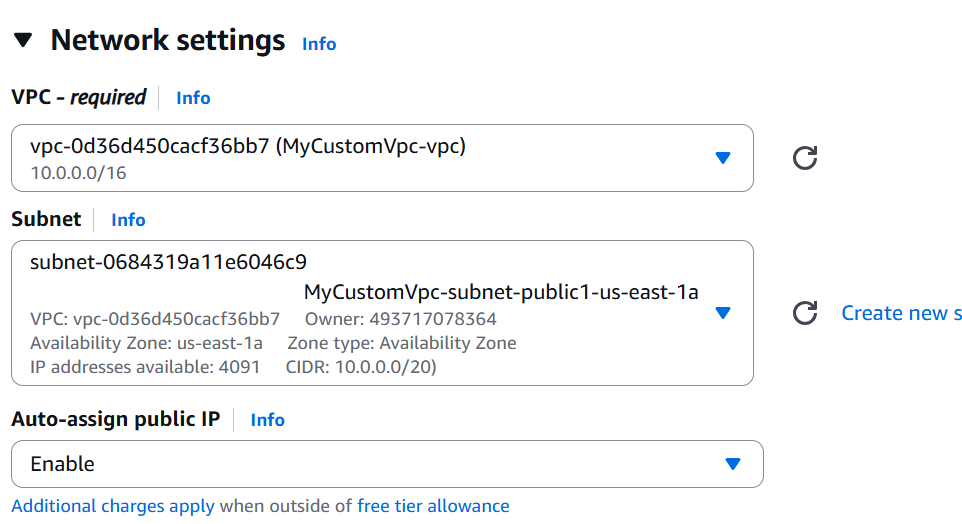 Network settings Info
VPC - required Info
vpc-0d36d450cacf36bb7 (MyCustomVpc-vpc)
10.0.0.0/16
Subnet Info
subnet-0684319a11e6046c9
MyCustomVpc-subnet-public1-us-east-1a
VPC: vpc-0d36d450cacf36bb7 Owner: 493717078364
Availability Zone: us-east-1a Zone type: Availability Zone
IP addresses available: 4091 CIDR: 10.0.0.0/20)
Create new s
Auto-assign public IP Info
Enable
Additional charges apply when outside of free tier allowance